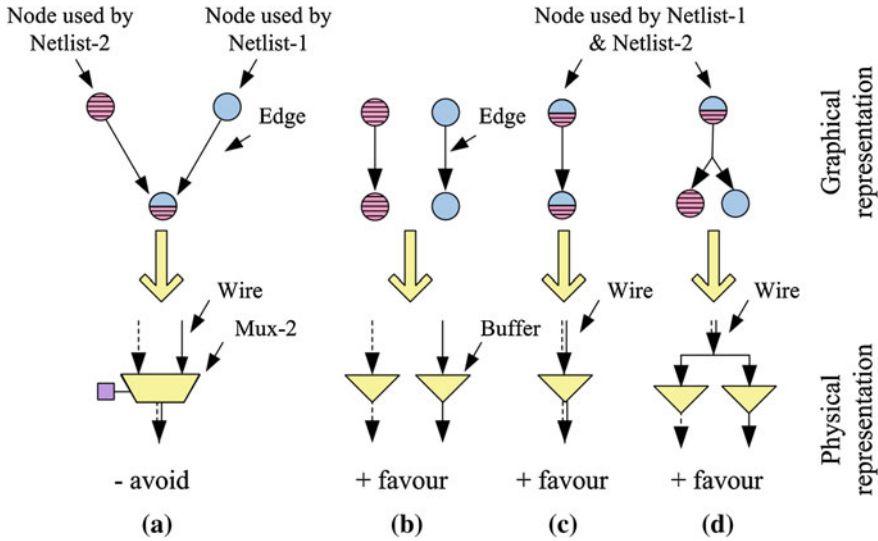 Node used by
Netlist-2
Node used by
Netlist-1
Node used by Netlist-1
& Netlist-2
Edge
Edge
Graphical
representation
Wire
Mux-2
Buffer
Wire
Wire
Physical
representation
- avoid
+ favour
+ favour
+ favour
(a)
(b)
(c)
(d)